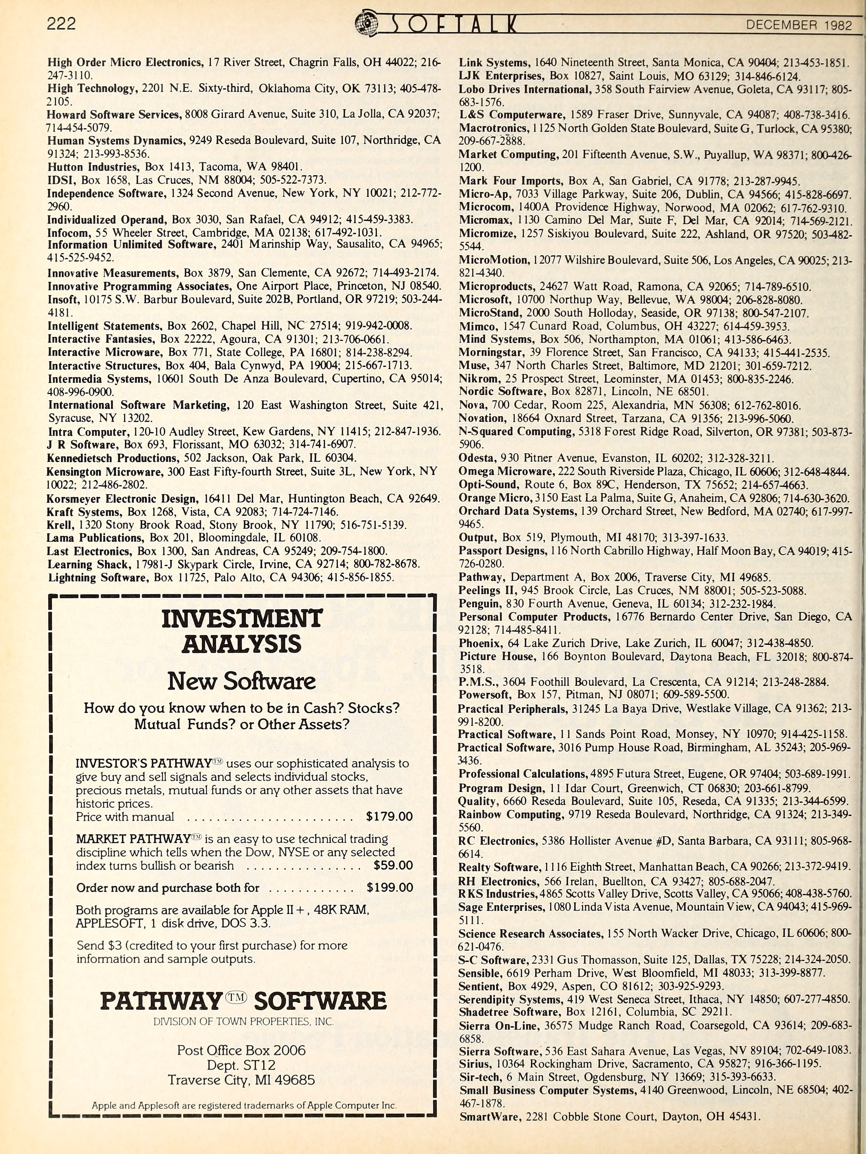 222
SOFTALK
DECEMBER 1982
High Order Micro Electronics, 17 River Street, Chagrin Falls, OH 44022; 216-
247-3110.
High Technology, 2201 N.E. Sixty-third, Oklahoma City, OK 73113; 405-478-
2105.
Howard Software Services, 8008 Girard Avenue, Suite 310, La Jolla, CA 92037;
714-454-5079.
Human Systems Dynamics, 9249 Reseda Boulevard, Suite 107, Northridge, CA
91324; 213-993-8536.
Hutton Industries, Box 1413, Tacoma, WA 98401.
IDSI, Box 1658, Las Cruces, NM 88004; 505-522-7373.
Independence Software, 1324 Second Avenue, New York, NY 10021; 212-772-
2960.
Individualized Operand, Box 3030, San Rafael, CA 94912; 415-459-3383.
Infocom, 55 Wheeler Street, Cambridge, MA 02138; 617-492-1031.
Information Unlimited Software, 2401 Marinship Way, Sausalito, CA 94965;
415-525-9452.
Innovative Measurements, Box 3879, San Clemente, CA 92672; 714-493-2174.
Innovative Programming Associates, One Airport Place, Princeton, NJ 08540.
Insoft, 10175 S.W. Barbur Boulevard, Suite 202B, Portland, OR 97219; 503-244-
4181.
Intelligent Statements, Box 2602, Chapel Hill, NC 27514; 919-942-0008.
Interactive Fantasies, Box 22222, Agoura, CA 91301; 213-706-0661.
Interactive Microware, Box 771, State College, PA 16801; 814-238-8294.
Interactive Structures, Box 404, Bala Cynwyd, PA 19004; 215-667-1713.
Intermedia Systems, 10601 South De Anza Boulevard, Cupertino, CA 95014;
408-996-0900.
International Software Marketing, 120 East Washington Street, Suite 421,
Syracuse, NY 13202.
Intra Computer, 120-10 Audley Street, Kew Gardens, NY 11415; 212-847-1936.
J R Software, Box 693, Florissant, MO 63032; 314-741-6907.
Kennedietsch Productions, 502 Jackson, Oak Park, IL 60304.
Kensington Microware, 300 East Fifty-fourth Street, Suite 3L, New York, NY
10022; 212-486-2802.
Korsmeyer Electronic Design, 16411 Del Mar, Huntington Beach, CA 92649.
Kraft Systems, Box 1268, Vista, CA 92083; 714-724-7146.
Krell, 1320 Stony Brook Road, Stony Brook, NY 11790; 516-751-5139.
Lama Publications, Box 201, Bloomingdale, IL 60108.
Last Electronics, Box 1300, San Andreas, CA 95249; 209-754-1800.
Learning Shack, 17981-J Skypark Circle, Irvine, CA 92714; 800-782-8678.
Lightning Software, Box 11725, Palo Alto, CA 94306; 415-856-1855.
INVESTMENT
ANALYSIS
New Software
How do you know when to be in Cash? Stocks?
Mutual Funds? or Other Assets?
INVESTOR'S PATHWAY™ uses our sophisticated analysis to
give buy and sell signals and selects individual stocks,
precious metals, mutual funds or any other assets that have
historic prices.
Price with manual ....................... $179.00
MARKET PATHWAY™ is an easy to use technical trading
discipline which tells when the Dow, NYSE or any selected
index turns bullish or bearish ................ $59.00
Order now and purchase both for ............ $199.00
Both programs are available for Apple II+, 48K RAM,
APPLESOFT, 1 disk drive, DOS 3.3.
Send $3 (credited to your first purchase) for more
information and sample outputs.
PATHWAY™ SOFTWARE
DIVISION OF TOWN PROPERTIES, INC.
Post Office Box 2006
Dept. ST12
Traverse City, MI 49685
Apple and Applesoft are registered trademarks of Apple Computer Inc.
Link Systems, 1640 Nineteenth Street, Santa Monica, CA 90404; 213-453-1851.
LJK Enterprises, Box 10827, Saint Louis, MO 63129; 314-846-6124.
Lobo Drives International, 358 South Fairview Avenue, Goleta, CA 93117; 805-
683-1576.
L&S Computerware, 1589 Fraser Drive, Sunnyvale, CA 94087; 408-738-3416.
Macrotronics, 1125 North Golden State Boulevard, Suite G, Turlock, CA 95380;
209-667-2888.
Market Computing, 201 Fifteenth Avenue, S.W., Puyallup, WA 98371; 800-426-
1200.
Mark Four Imports, Box A, San Gabriel, CA 91778; 213-287-9945.
Micro-Ap, 7033 Village Parkway, Suite 206, Dublin, CA 94566; 415-828-6697.
Microcom, 1400A Providence Highway, Norwood, MA 02062; 617-762-9310.
Micromax, 1130 Camino Del Mar, Suite F, Del Mar, CA 92014; 714-569-2121.
Micromize, 1257 Siskiyou Boulevard, Suite 222, Ashland, OR 97520; 503-482-
5544.
MicroMotion, 12077 Wilshire Boulevard, Suite 506, Los Angeles, CA 90025; 213-
821-4340.
Microproducts, 24627 Watt Road, Ramona, CA 92065; 714-789-6510.
Microsoft, 10700 Northup Way, Bellevue, WA 98004; 206-828-8080.
MicroStand, 2000 South Holloday, Seaside, OR 97138; 800-547-2107.
Mimco, 1547 Cunard Road, Columbus, OH 43227; 614-459-3953.
Mind Systems, Box 506, Northampton, MA 01061; 413-586-6463.
Morningstar, 39 Florence Street, San Francisco, CA 94133; 415-441-2535.
Muse, 347 North Charles Street, Baltimore, MD 21201; 301-659-7212.
Nikrom, 25 Prospect Street, Leominster, MA 01453; 800-835-2246.
Nordic Software, Box 82871, Lincoln, NE 68501.
Nova, 700 Cedar, Room 225, Alexandria, MN 56308; 612-762-8016.
Novation, 18664 Oxnard Street, Tarzana, CA 91356; 213-996-5060.
N-Squared Computing, 5318 Forest Ridge Road, Silverton, OR 97381; 503-873-
5906.
Odesta, 930 Pitner Avenue, Evanston, IL 60202; 312-328-3211.
Omega Microware, 222 South Riverside Plaza, Chicago, IL 60606; 312-648-4844.
Opti-Sound, Route 6, Box 89C, Henderson, TX 75652; 214-657-4663.
Orange Micro, 3150 East La Palma, Suite G, Anaheim, CA 92806; 714-630-3620.
Orchard Data Systems, 139 Orchard Street, New Bedford, MA 02740; 617-997-
9465.
Output, Box 519, Plymouth, MI 48170; 313-397-1633.
Passport Designs, 116 North Cabrillo Highway, Half Moon Bay, CA 94019; 415-
726-0280.
Pathway, Department A, Box 2006, Traverse City, MI 49685.
Peelings II, 945 Brook Circle, Las Cruces, NM 88001; 505-523-5088.
Penguin, 830 Fourth Avenue, Geneva, IL 60134; 312-232-1984.
Personal Computer Products, 16776 Bernardo Center Drive, San Diego, CA
92128; 714-485-8411.
Phoenix, 64 Lake Zurich Drive, Lake Zurich, IL 60047; 312-438-4850.
Picture House, 166 Boynton Boulevard, Daytona Beach, FL 32018; 800-874-
3518.
P.M.S., 3604 Foothill Boulevard, La Crescenta, CA 91214; 213-248-2884.
Powersoft, Box 157, Pitman, NJ 08071; 609-589-5500.
Practical Peripherals, 31245 La Baya Drive, Westlake Village, CA 91362; 213-
991-8200.
Practical Software, 11 Sands Point Road, Monsey, NY 10970; 914-425-1158.
Practical Software, 3016 Pump House Road, Birmingham, AL 35243; 205-969-
3436.
Professional Calculations, 4895 Futura Street, Eugene, OR 97404; 503-689-1991.
Program Design, 11 Idar Court, Greenwich, CT 06830; 203-661-8799.
Quality, 6660 Reseda Boulevard, Suite 105, Reseda, CA 91335; 213-344-6599.
Rainbow Computing, 9719 Reseda Boulevard, Northridge, CA 91324; 213-349-
5560.
RC Electronics, 5386 Hollister Avenue #D, Santa Barbara, CA 93111; 805-968-
6614.
Realty Software, 1116 Eighth Street, Manhattan Beach, CA 90266; 213-372-9419.
RH Electronics, 566 Irelan, Buellton, CA 93427; 805-688-2047.
RKS Industries, 4865 Scotts Valley Drive, Scotts Valley, CA 95066; 408-438-5760.
Sage Enterprises, 1080 Linda Vista Avenue, Mountain View, CA 94043; 415-969-
5111.
Science Research Associates, 155 North Wacker Drive, Chicago, IL 60606; 800-
621-0476.
S-C Software, 2331 Gus Thomasson, Suite 125, Dallas, TX 75228; 214-324-2050.
Sensible, 6619 Perham Drive, West Bloomfield, MI 48033; 313-399-8877.
Sentient, Box 4929, Aspen, CO 81612; 303-925-9293.
Serendipity Systems, 419 West Seneca Street, Ithaca, NY 14850; 607-277-4850.
Shadetree Software, Box 12161, Columbia, SC 29211.
Sierra On-Line, 36575 Mudge Ranch Road, Coarsegold, CA 93614; 209-683-
6858.
Sierra Software, 536 East Sahara Avenue, Las Vegas, NV 89104; 702-649-1083.
Sirius, 10364 Rockingham Drive, Sacramento, CA 95827; 916-366-1195.
Sir-tech, 6 Main Street, Ogdensburg, NY 13669; 315-393-6633.
Small Business Computer Systems, 4140 Greenwood, Lincoln, NE 68504; 402-
467-1878.
SmartWare, 2281 Cobble Stone Court, Dayton, OH 45431.